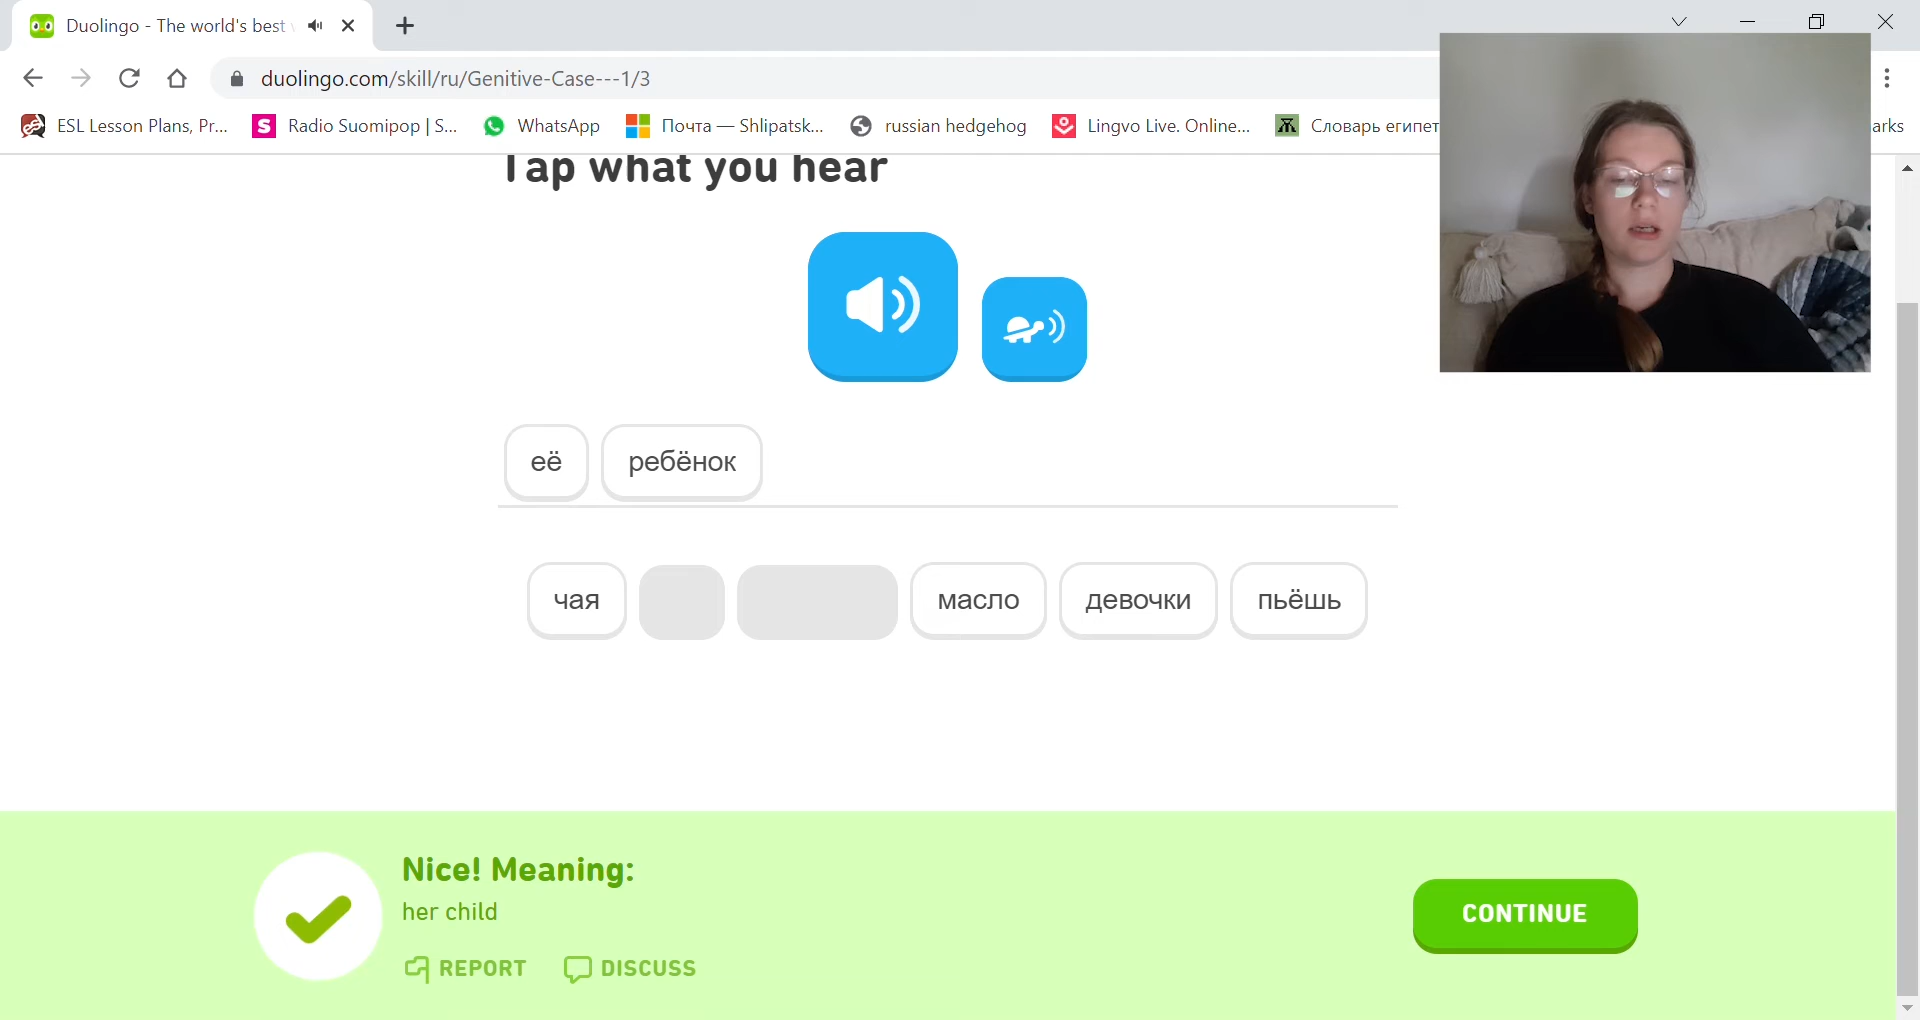 Duolingo - The world's best
duolingo.com/skill/ru/Genitive-Case---1/3
ESL Lesson Plans, Pr... Radio Suomipop | S... WhatsApp Почта — Shlipatsk... russian hedgehog Lingvo Live. Online... Словарь египет arks
Tap what you hear
её ребёнок
чая масло девочки пьёшь
Nice! Meaning:
her child
REPORT DISCUSS
CONTINUE